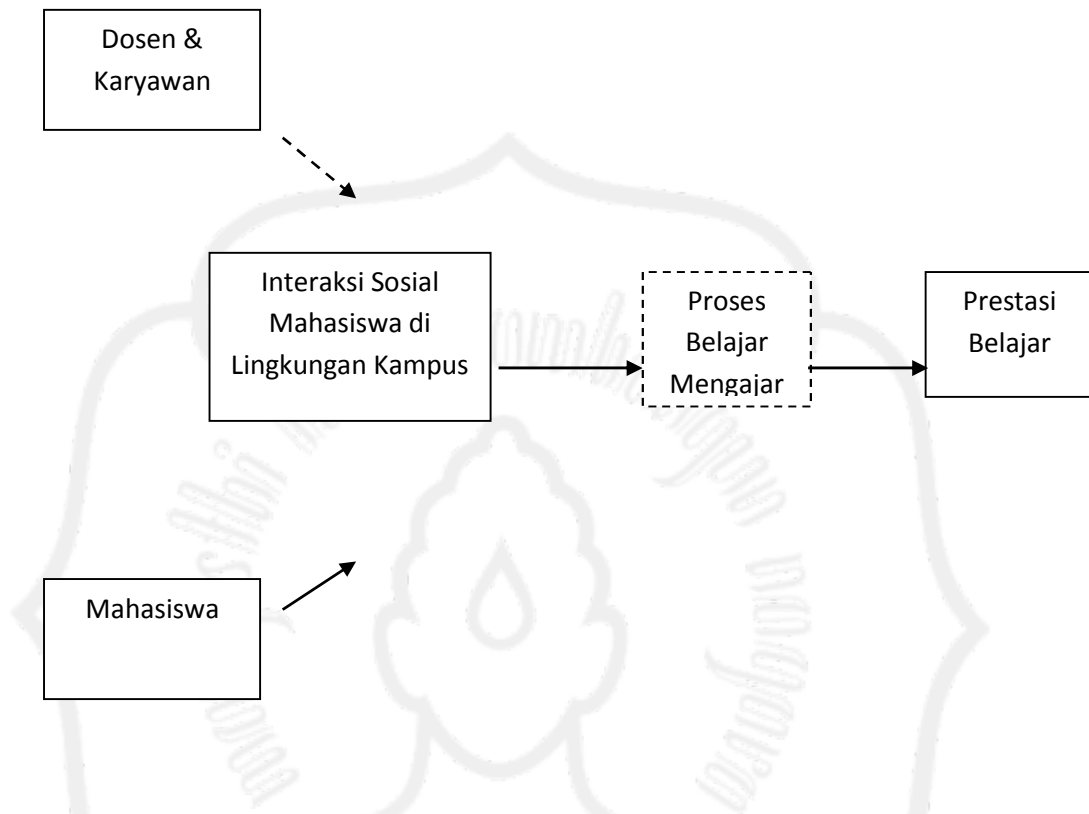 Dosen &
Karyawan
Interaksi Sosial
Mahasiswa di
Lingkungan Kampus
Proses
Belajar
Mengajar
Prestasi
Belajar
Mahasiswa